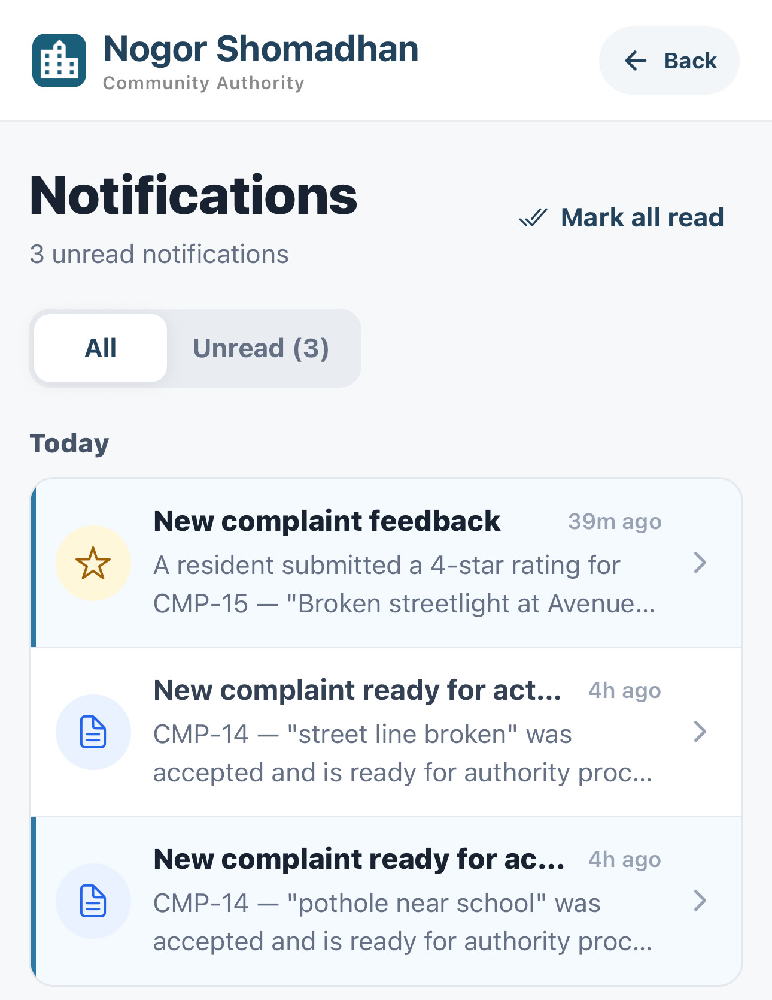 Nogor Shomadhan
Community Authority
Back
Notifications
3 unread notifications
Mark all read
All
Unread (3)
Today
New complaint feedback
39m ago
A resident submitted a 4-star rating for
CMP-15 — "Broken streetlight at Avenue...
New complaint ready for act...
4h ago
CMP-14 — "street line broken" was
accepted and is ready for authority proc...
New complaint ready for ac...
4h ago
CMP-14 — "pothole near school" was
accepted and is ready for authority proc...